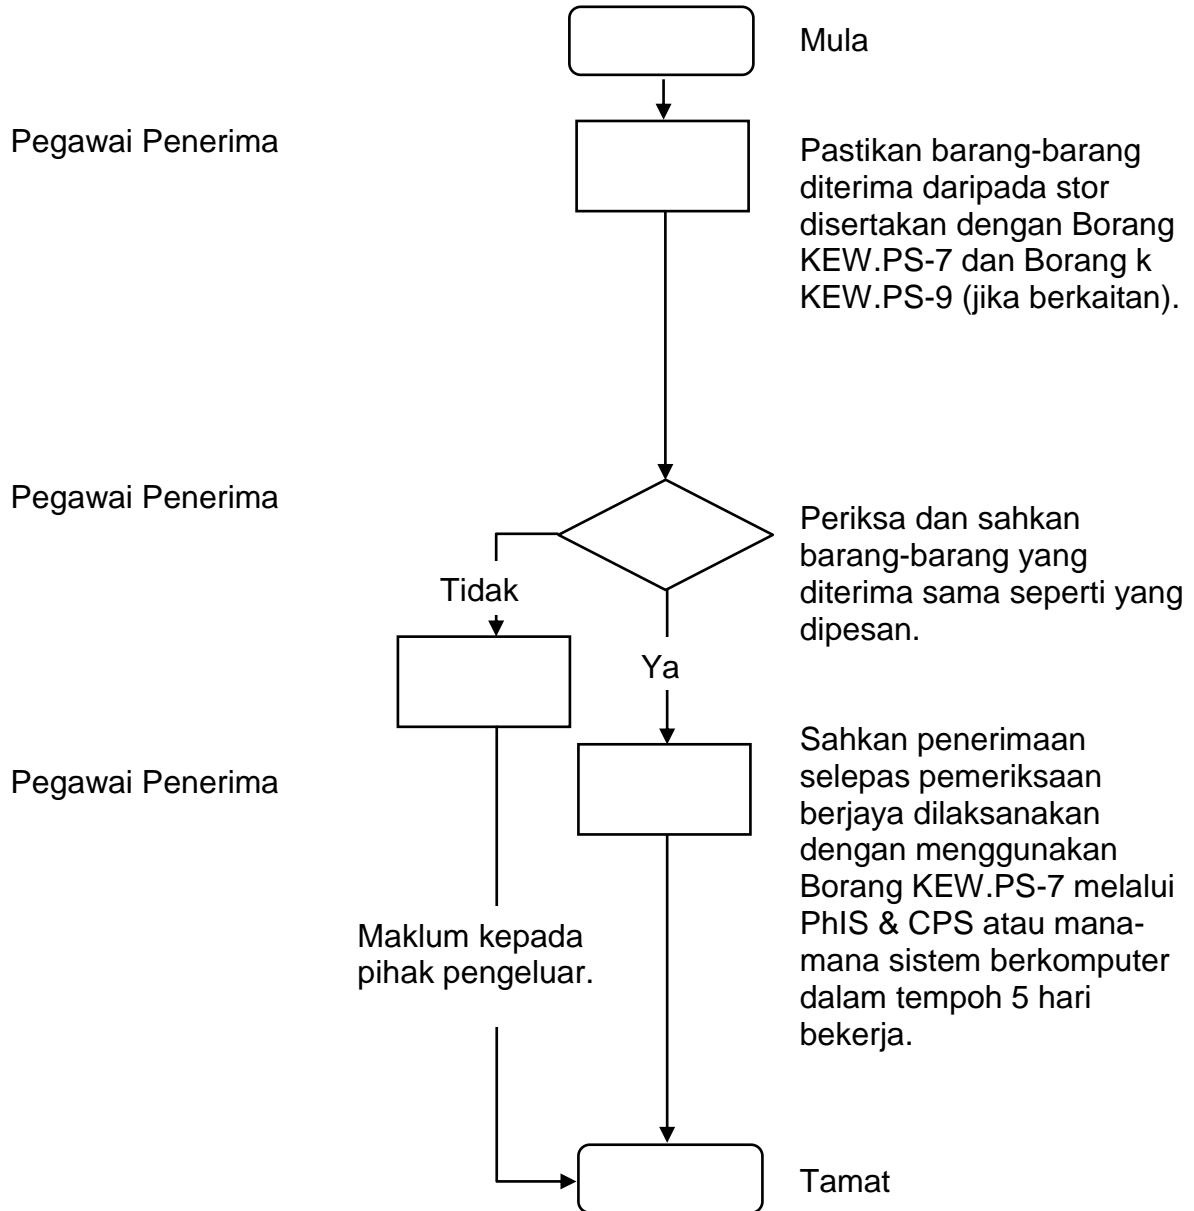 Mula
Pegawai Penerima
Pastikan barang-barang
diterima daripada stor
disertakan dengan Borang
KEW.PS-7 dan Borang k
KEW.PS-9 (jika berkaitan).
Pegawai Penerima
Periksa dan sahkan
barang-barang yang
diterima sama seperti yang
dipesan.
Tidak
Ya
Pegawai Penerima
Sahkan penerimaan
selepas pemeriksaan
berjaya dilaksanakan
dengan menggunakan
Borang KEW.PS-7 melalui
PhIS & CPS atau mana-
mana sistem berkomputer
dalam tempoh 5 hari
bekerja.
Maklum kepada
pihak pengeluar.
Tamat